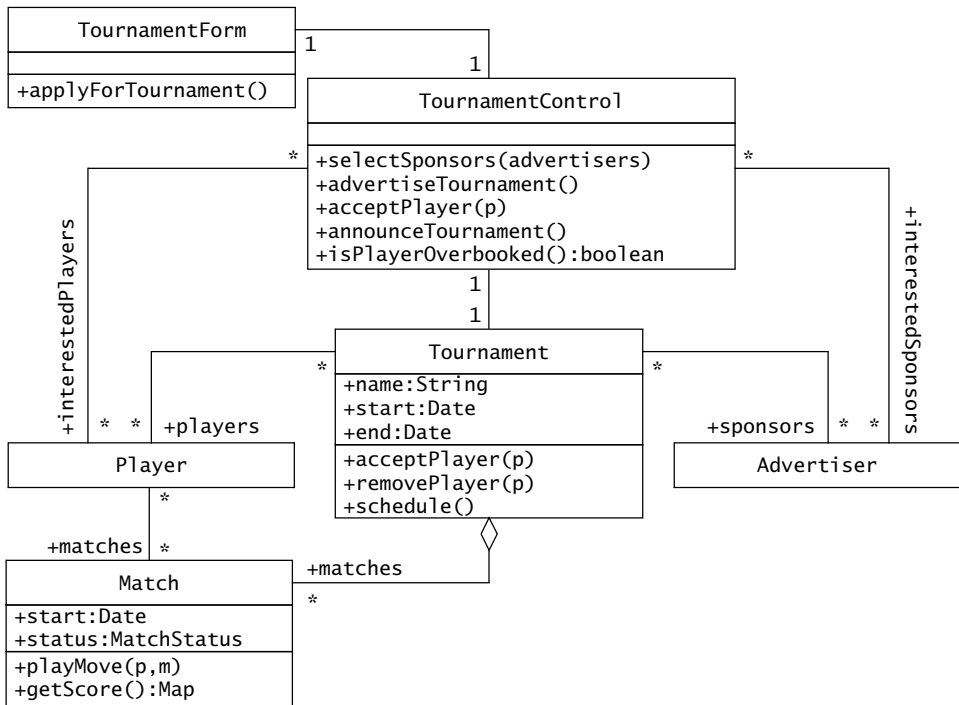 TournamentForm
+applyForTournament()
1
1
TournamentControl
+selectSponsors(advertisers)
+advertiseTournament()
+acceptPlayer(p)
+announceTournament()
+isPlayerOverbooked():boolean
*
*
+interestedPlayers
+interestedSponsors
1
1
Tournament
+name:String
+start:Date
+end:Date
+acceptPlayer(p)
+removePlayer(p)
+schedule()
*
*
* * +players
+sponsors * *
Player
Advertiser
*
+matches *
+matches
*
Match
+start:Date
+status:MatchStatus
+playMove(p,m)
+getScore():Map